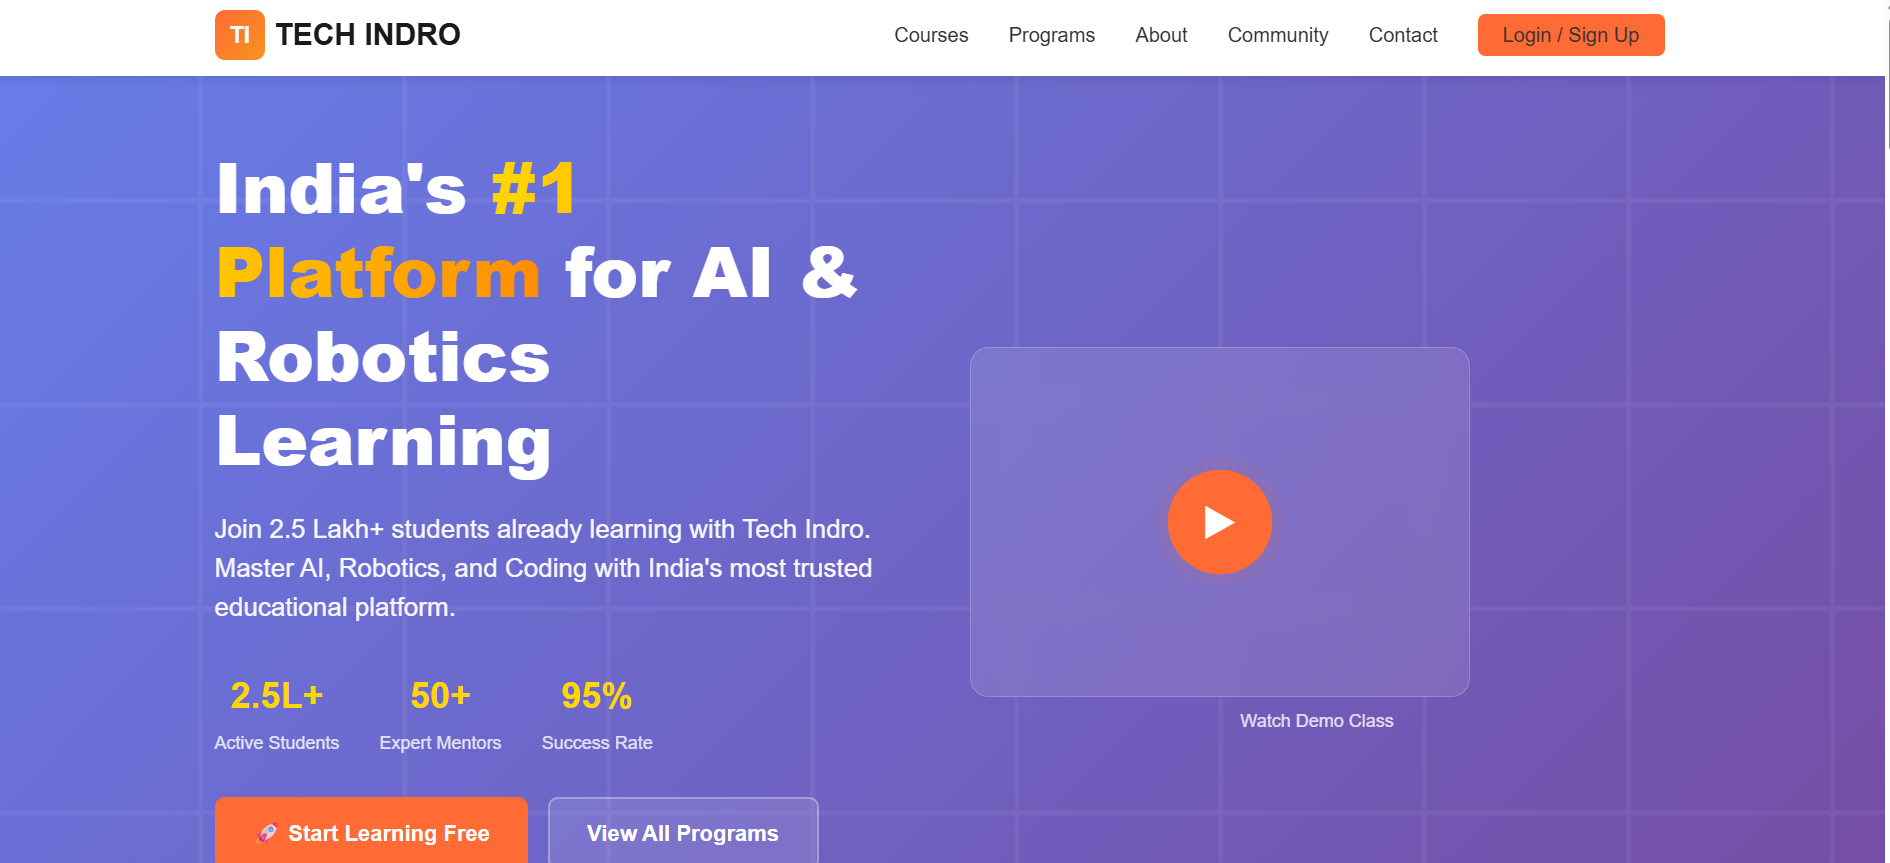 TI TECH INDRO
Courses Programs About Community Contact Login / Sign Up
India's #1
Platform for AI &
Robotics
Learning
Join 2.5 Lakh+ students already learning with Tech Indro.
Master AI, Robotics, and Coding with India's most trusted
educational platform.
2.5L+ 50+ 95%
Active Students Expert Mentors Success Rate
Watch Demo Class
🚀 Start Learning Free View All Programs